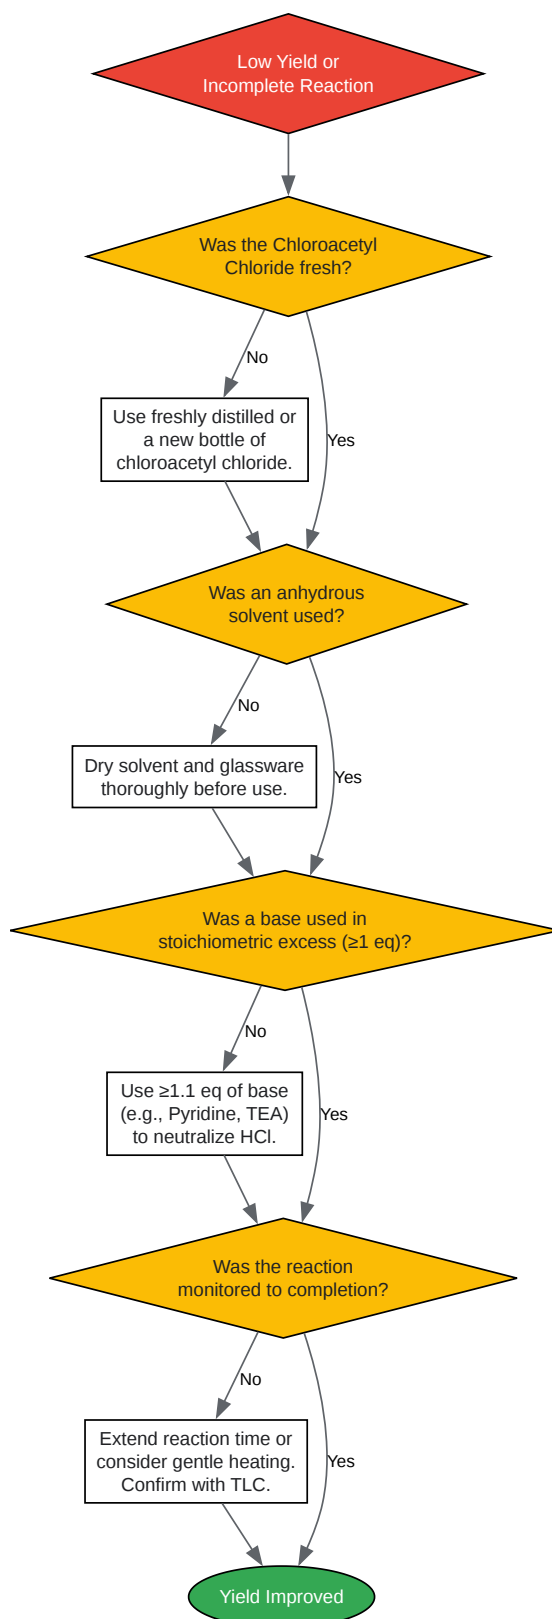 Low Yield or
Incomplete Reaction
Was the Chloroacetyl
Chloride fresh?
No
Use freshly distilled or
a new bottle of
chloroacetyl chloride.
Yes
Was an anhydrous
solvent used?
No
Dry solvent and glassware
thoroughly before use.
Yes
Was a base used in
stoichiometric excess (≥1 eq)?
No
Use ≥1.1 eq of base
(e.g., Pyridine, TEA)
to neutralize HCl.
Yes
Was the reaction
monitored to completion?
No
Extend reaction time or
consider gentle heating.
Confirm with TLC.
Yes
Yield Improved